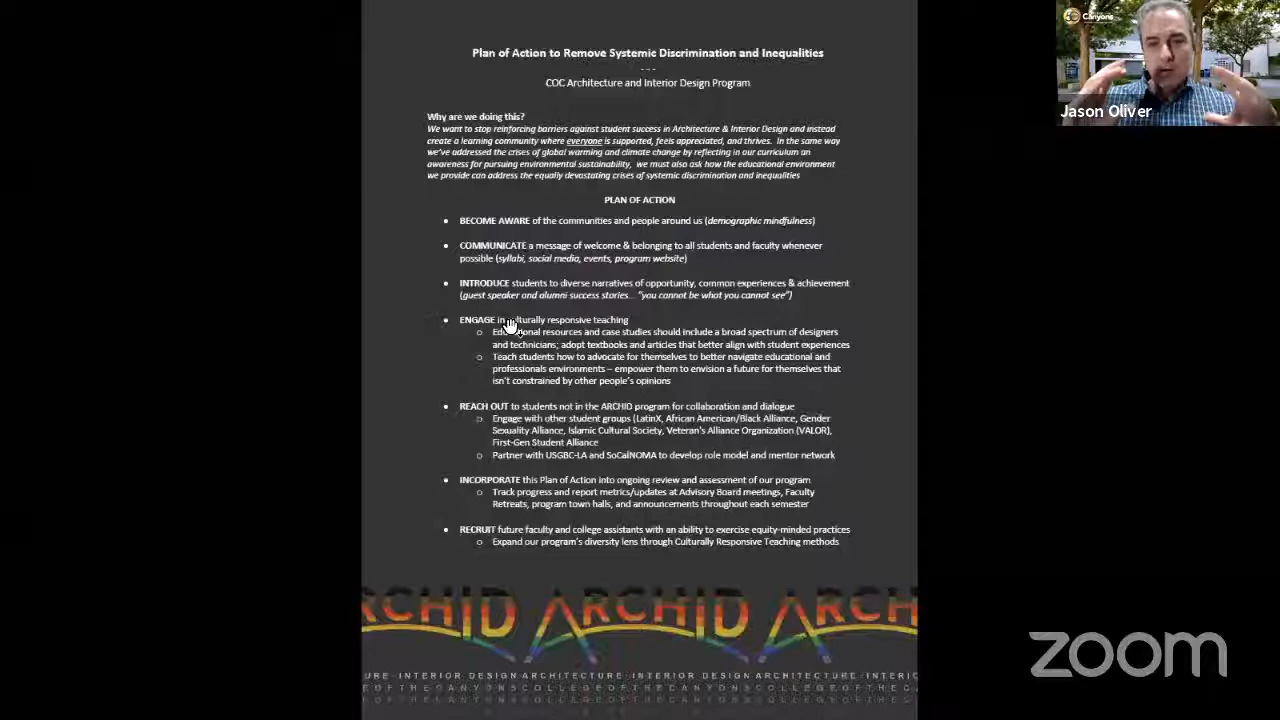 Plan of Action to Remove Systemic Discrimination and Inequalities
COC Architecture and Interior Design Program
Why are we doing this?
We want to stop reinforcing barriers against student success in Architecture & Interior Design and instead
create a learning community where everyone is supported, feels appreciated, and thrives. In the same way
we've addressed the crises of global warming and climate change by reflecting in our curriculum an
awareness for pursuing environmental sustainability, we must also ask how the educational environment
we provide can address the equally devastating crises of systemic discrimination and inequalities
PLAN OF ACTION
• BECOME AWARE of the communities and people around us (demographic mindfulness)
• COMMUNICATE a message of welcome & belonging to all students and faculty whenever
possible (syllabi, social media, events, program website)
• INTRODUCE students to diverse narratives of opportunity, common experiences & achievement
(guest speaker and alumni success stories... "you cannot be what you cannot see")
• ENGAGE in culturally responsive teaching
○ Educational resources and case studies should include a broad spectrum of designers
and technicians; adopt textbooks and articles that better align with student experiences
○ Teach students how to advocate for themselves to better navigate educational and
professionals environments – empower them to envision a future for themselves that
isn't constrained by other people's opinions
• REACH OUT to students not in the ARCHID program for collaboration and dialogue
○ Engage with other student groups (LatinX, African American/Black Alliance, Gender
Sexuality Alliance, Islamic Cultural Society, Veteran's Alliance Organization (VALOR),
First-Gen Student Alliance
○ Partner with USGBC-LA and SoCalNOMA to develop role model and mentor network
• INCORPORATE this Plan of Action into ongoing review and assessment of our program
○ Track progress and report metrics/updates at Advisory Board meetings, Faculty
Retreats, program town halls, and announcements throughout each semester
• RECRUIT future faculty and college assistants with an ability to exercise equity-minded practices
○ Expand our program's diversity lens through Culturally Responsive Teaching methods
RCHID ARCHID ARCH
URE·INTERIOR DESIGN ARCHITECTURE·INTERIOR DESIGN ARCHITECTURE·INTERIO
EOFTHECANYONSCOLLEGEOFTHECANYONSCOLLEGEOFTHEC
Canyons
Jason Oliver
zoom